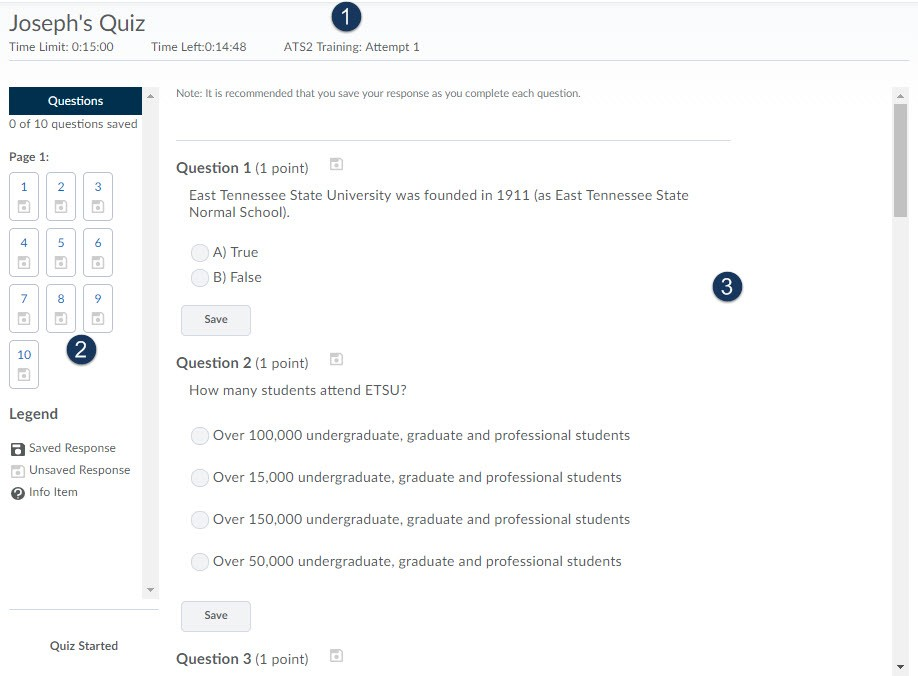 Joseph's Quiz
1
Time Limit: 0:15:00 Time Left:0:14:48 ATS2 Training: Attempt 1
Questions
0 of 10 questions saved
Page 1:
1 2 3
4 5 6
7 8 9
10
2
Legend
Saved Response
Unsaved Response
? Info Item
Quiz Started
Note: It is recommended that you save your response as you complete each question.
Question 1 (1 point)
East Tennessee State University was founded in 1911 (as East Tennessee State
Normal School).
A) True
B) False
3
Save
Question 2 (1 point)
How many students attend ETSU?
Over 100,000 undergraduate, graduate and professional students
Over 15,000 undergraduate, graduate and professional students
Over 150,000 undergraduate, graduate and professional students
Over 50,000 undergraduate, graduate and professional students
Save
Question 3 (1 point)